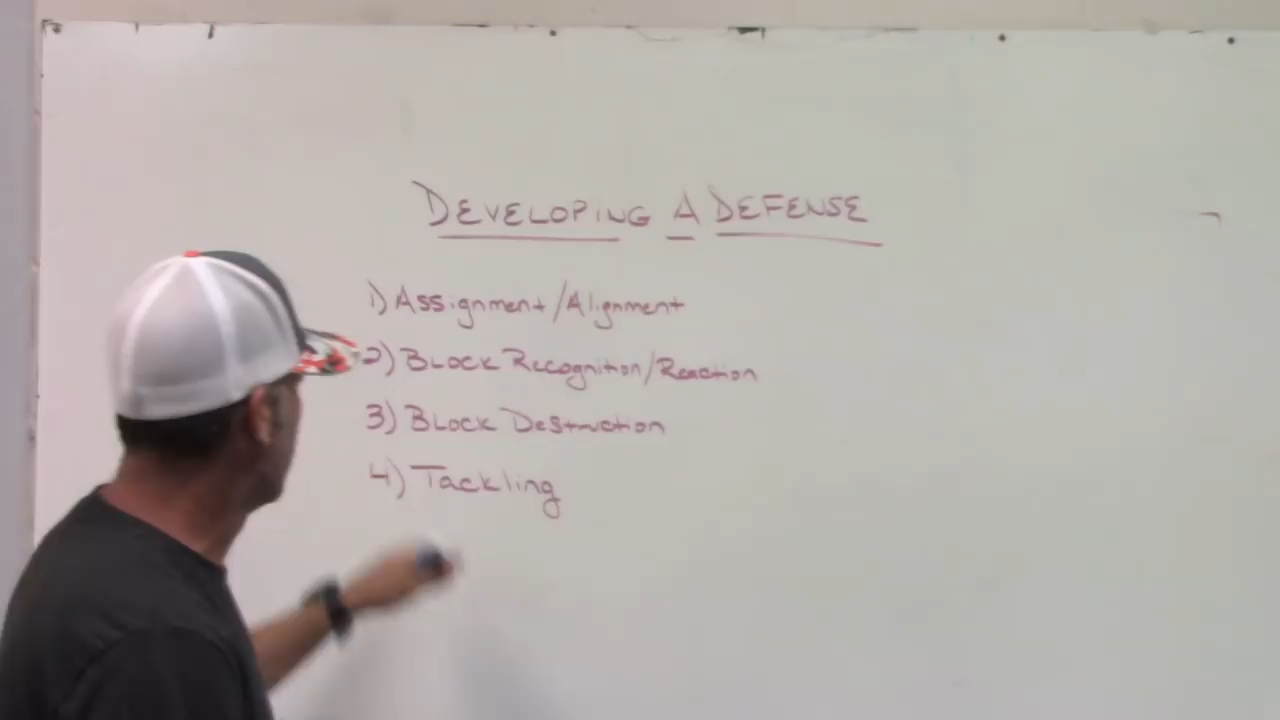 DEVELOPING A DEFENSE
1) Assignment/Alignment
2) BLOCK Recognition/Reaction
3) BLOCK Destruction
4) Tackling